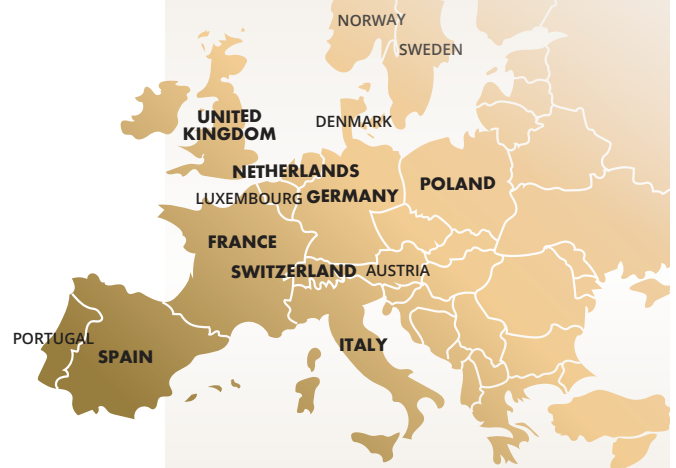 NORWAY
SWEDEN
UNITED
KINGDOM
DENMARK
NETHERLANDS
POLAND
LUXEMBOURG
GERMANY
FRANCE
SWITZERLAND
AUSTRIA
PORTUGAL
ITALY
SPAIN